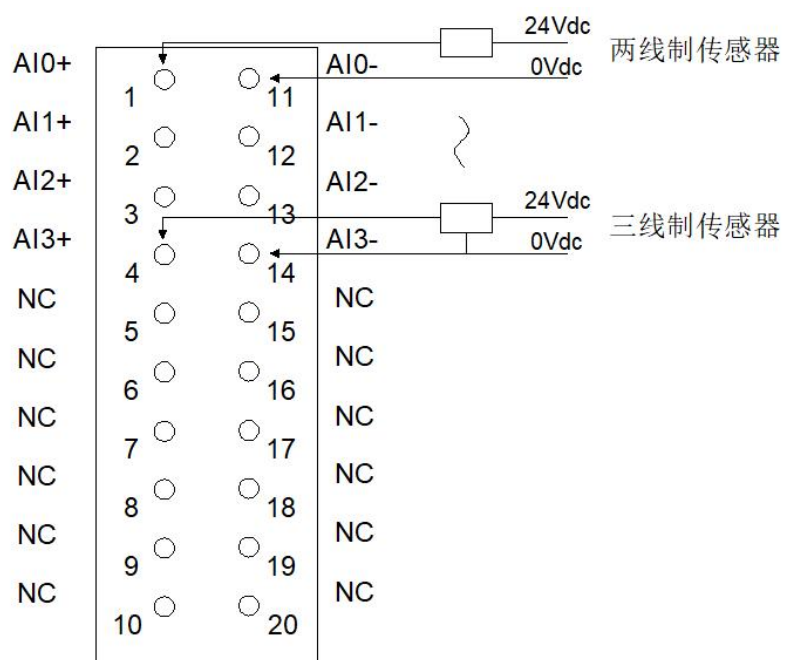 24Vdc
AI0+ 1 11 AI0- 0Vdc 两线制传感器
AI1+ 2 12 AI1-
AI2+ 3 13 AI2-
24Vdc
AI3+ 4 14 AI3- 0Vdc 三线制传感器
NC 5 15 NC
NC 6 16 NC
NC 7 17 NC
NC 8 18 NC
NC 9 19 NC
NC 10 20 NC